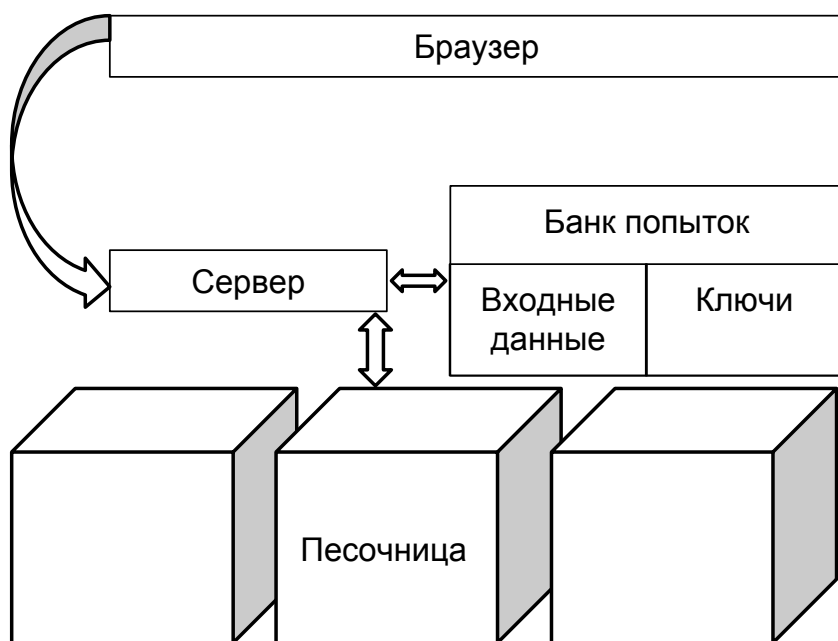 Браузер
Банк попыток
Сервер
Входные
данные
Ключи
Песочница